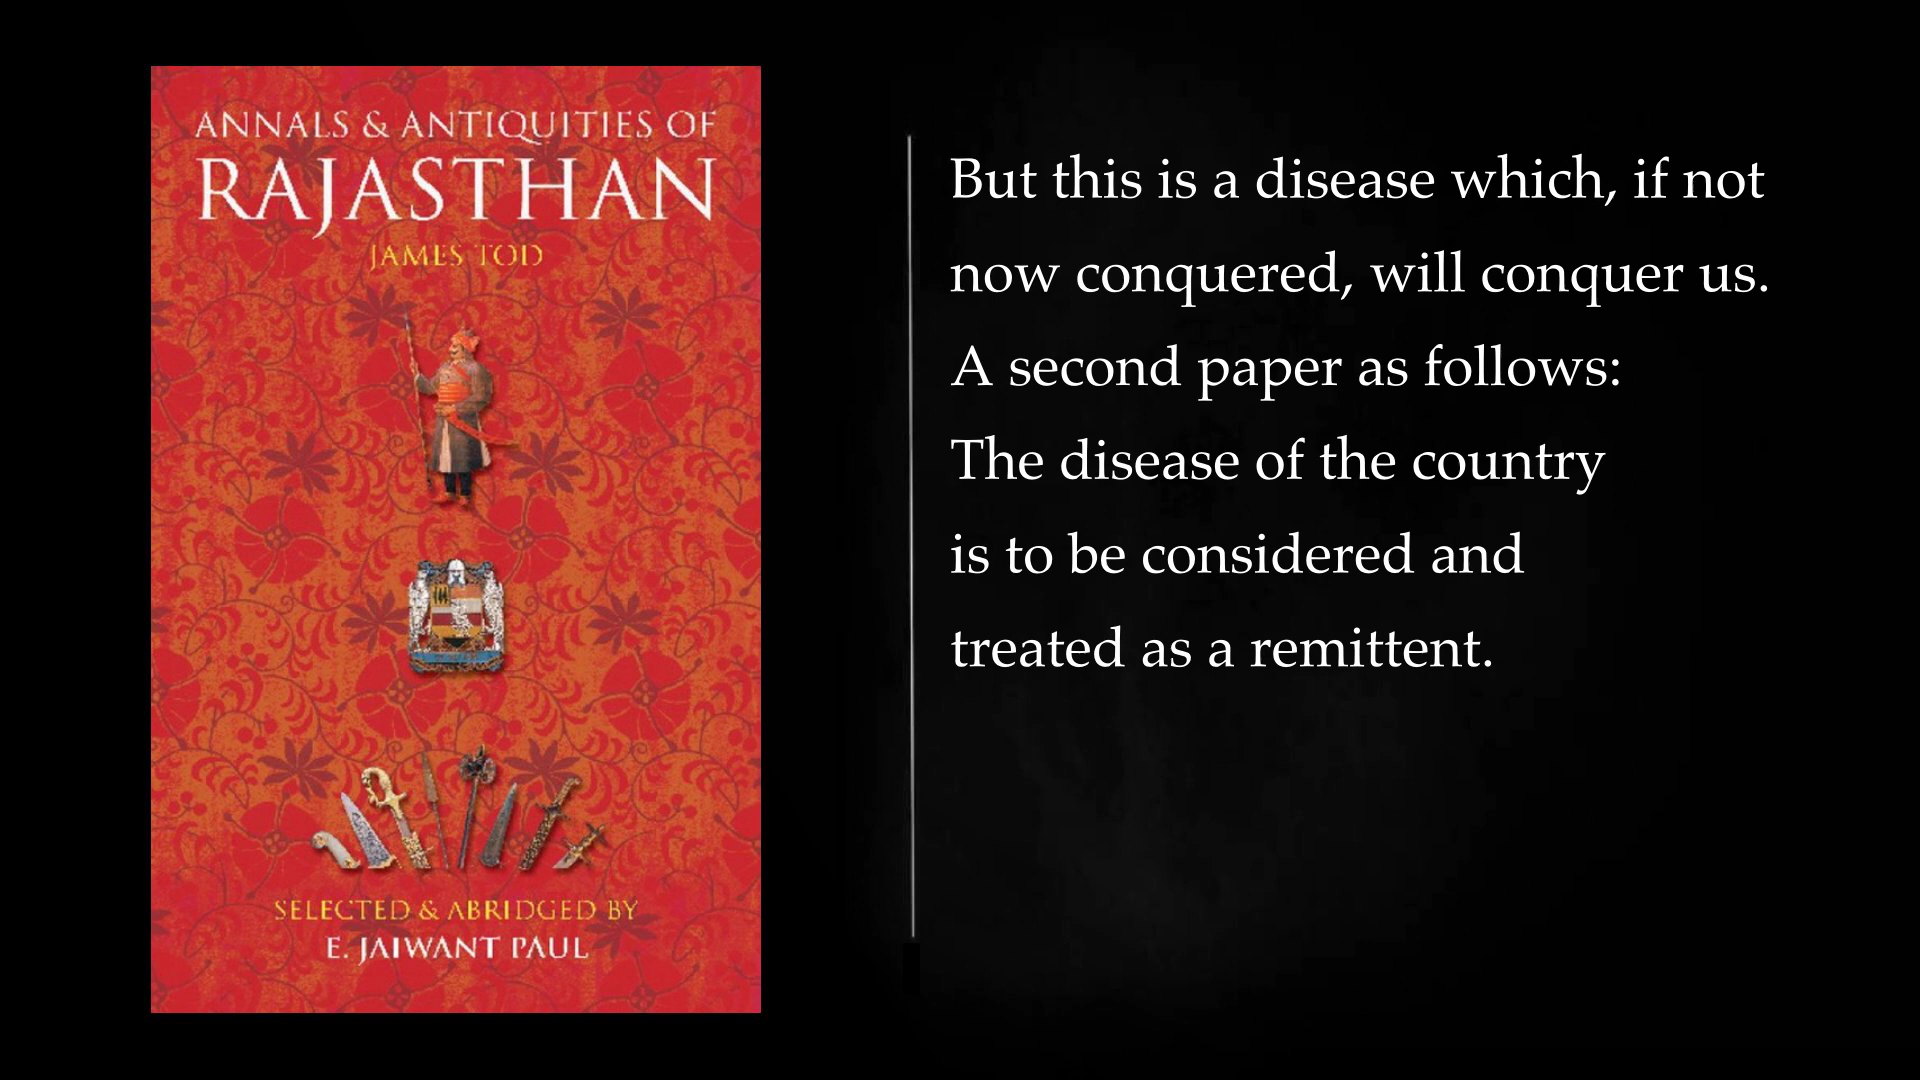 ANNALS & ANTIQUITIES OF
RAJASTHAN
JAMES TOD
SELECTED & ABRIDGED BY
E. JAIWANT PAUL
But this is a disease which, if not
now conquered, will conquer us.
A second paper as follows:
The disease of the country
is to be considered and
treated as a remittent.